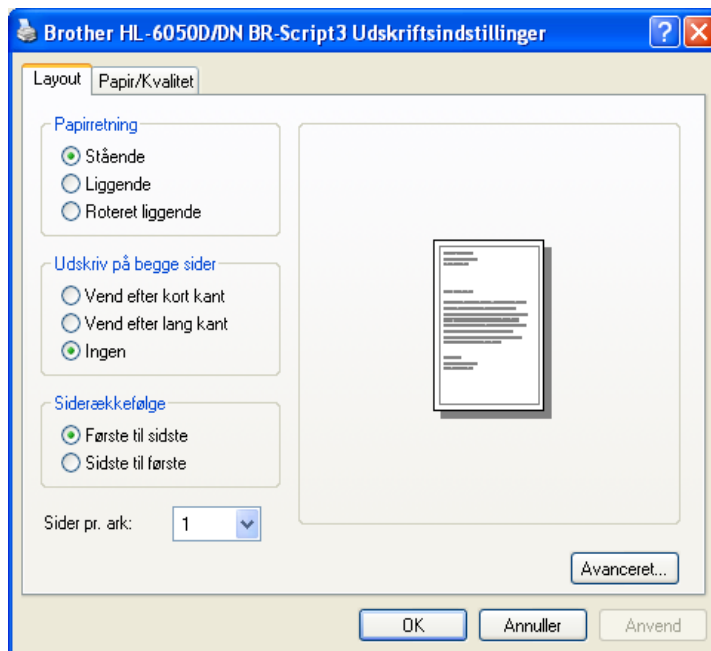 Brother HL-6050D/DN BR-Script3 Udskriftsindstillinger
Layout
Papir/Kvalitet
Papirretning
Stående
Liggende
Roteret liggende
Udskriv på begge sider
Vend efter kort kant
Vend efter lang kant
Ingen
Siderækkefølge
Første til sidste
Sidste til første
Sider pr. ark:
1
Avanceret...
OK
Annuller
Anvend